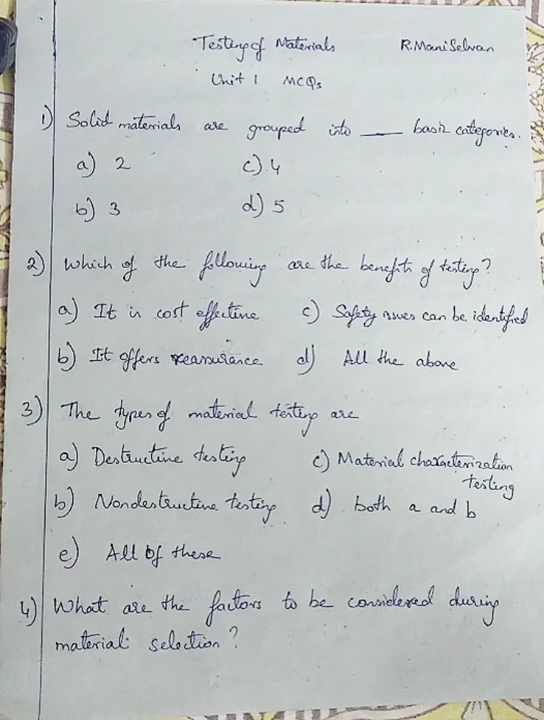 Testing of Materials R.ManiSelvan
Unit 1 MCQs
1) Solid materials are grouped into ___ basic categories.
a) 2 c) 4
b) 3 d) 5
2) Which of the following are the benefits of testing?
a) It is cost effective c) Safety issues can be identified
b) It offers reassurance d) All the above
3) The types of material testing are
a) Destructive testing c) Material characterization
testing
b) Nondestructive testing d) both a and b
e) All of these
4) What are the factors to be considered during
material selection?